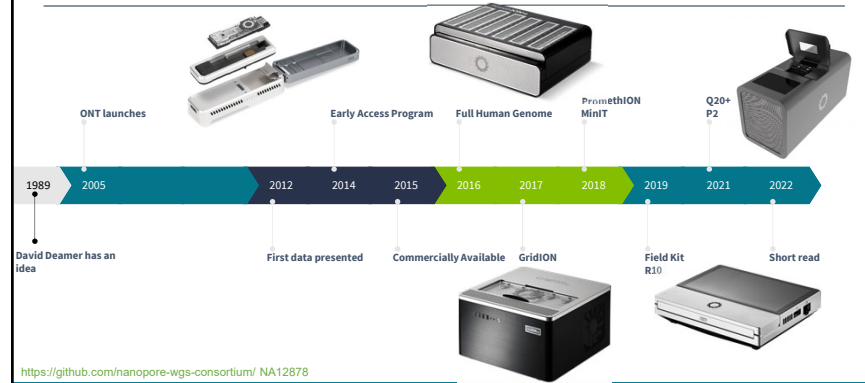 ONT launches
Early Access Program
Full Human Genome
PromethION
MinIT
Q20+
P2
1989
2005
2012
2014
2015
2016
2017
2018
2019
2021
2022
David Deamer has an
idea
First data presented
Commercially Available
GridION
Field Kit
R10
Short read
https://github.com/nanopore-wgs-consortium/ NA12878